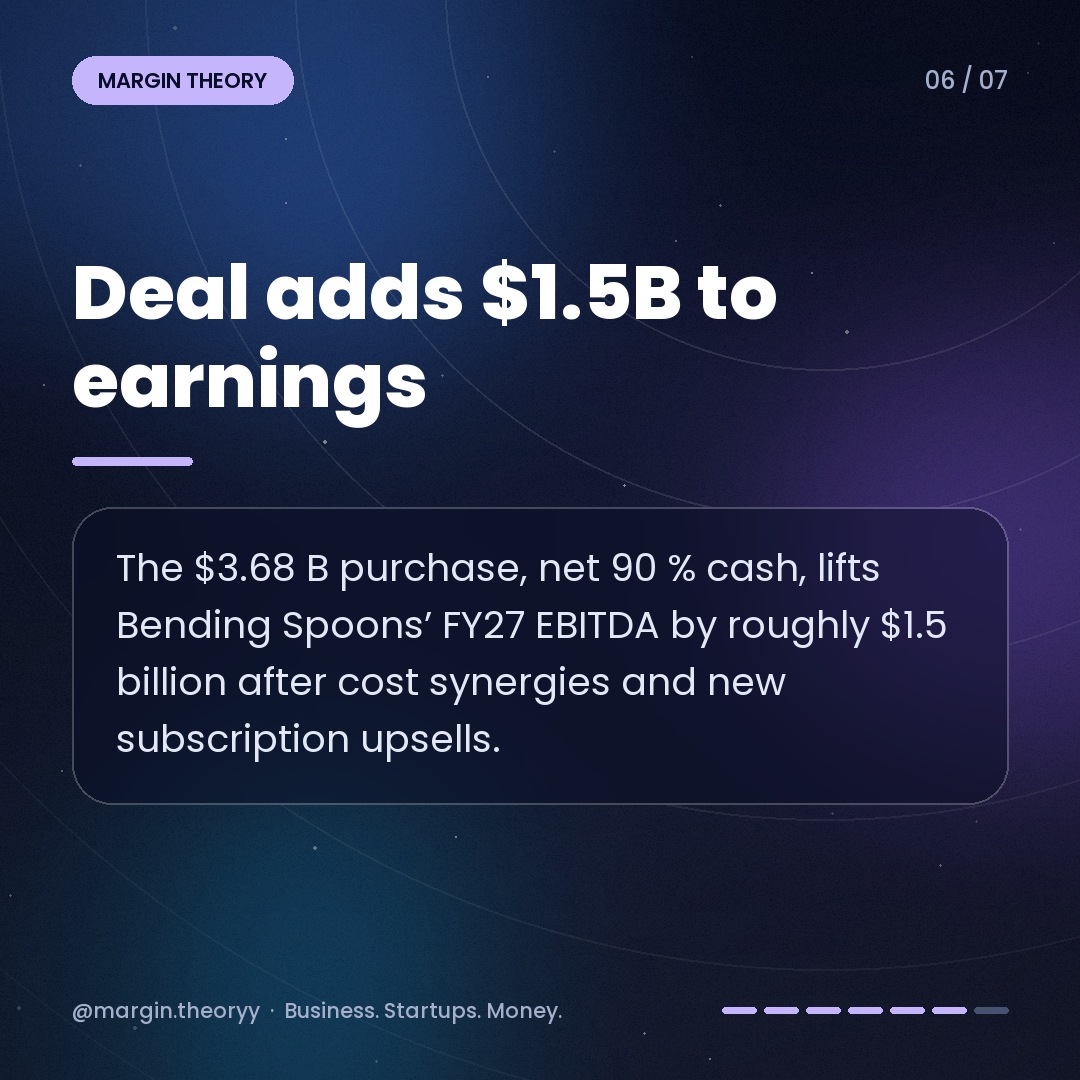 MARGIN THEORY
06 / 07
Deal adds $1.5B to
earnings
The $3.68 B purchase, net 90 % cash, lifts
Bending Spoons’ FY27 EBITDA by roughly $1.5
billion after cost synergies and new
subscription upsells.
@margin.theoryy · Business. Startups. Money.